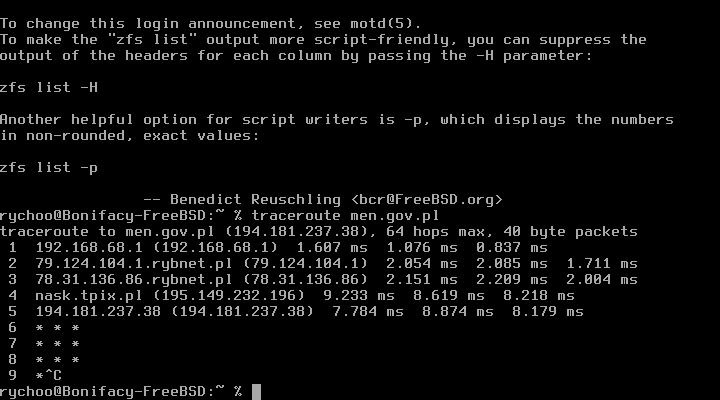 To change this login announcement, see motd(5).
To make the "zfs list" output more script-friendly, you can suppress the
output of the headers for each column by passing the -H parameter:
zfs list -H
Another helpful option for script writers is -p, which displays the numbers
in non-rounded, exact values:
zfs list -p
-- Benedict Reuschling <bcr@FreeBSD.org>
rychoo@Bonifacy-FreeBSD:~ % traceroute men.gov.pl
traceroute to men.gov.pl (194.181.237.38), 64 hops max, 40 byte packets
1 192.168.68.1 (192.168.68.1) 1.607 ms 1.076 ms 0.837 ms
2 79.124.104.1.rybnet.pl (79.124.104.1) 2.054 ms 2.085 ms 1.711 ms
3 78.31.136.86.rybnet.pl (78.31.136.86) 2.151 ms 2.209 ms 2.004 ms
4 nask.tpix.pl (195.149.232.196) 9.233 ms 8.619 ms 8.218 ms
5 194.181.237.38 (194.181.237.38) 7.784 ms 8.874 ms 8.179 ms
6 * * *
7 * * *
8 * * *
9 *^C
rychoo@Bonifacy-FreeBSD:~ %